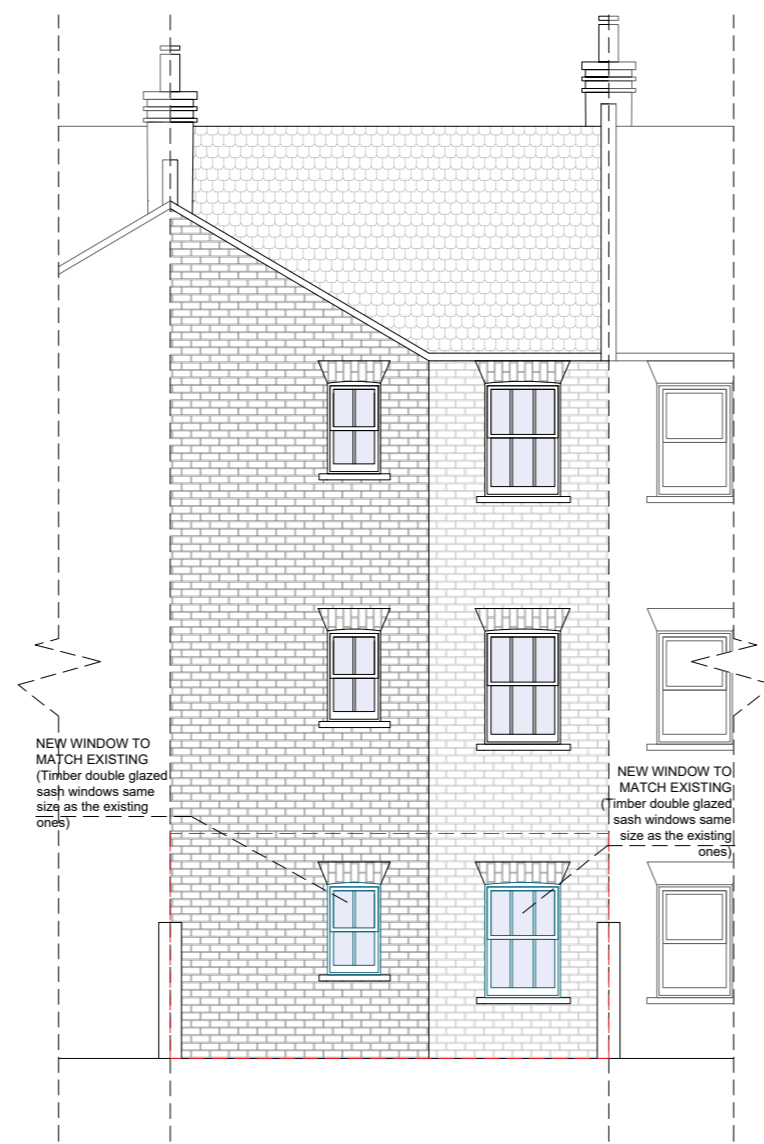 NEW WINDOW TO
MATCH EXISTING
(Timber double glazed
sash windows same
size as the existing
ones)
NEW WINDOW TO
MATCH EXISTING
(Timber double glazed
sash windows same
size as the existing
ones)